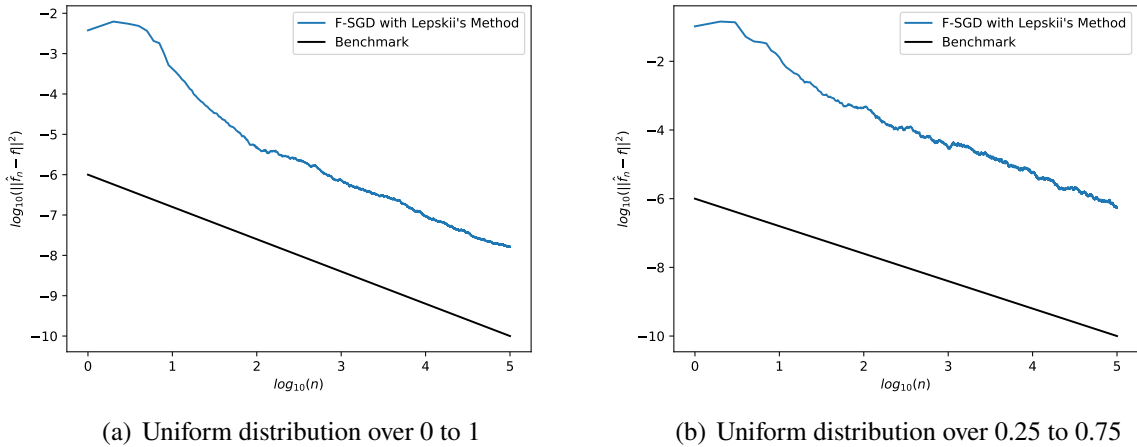 F-SGD with Lepskii's Method
Benchmark
−2
−3
−4
−5
−6
−7
−8
−9
−10
log10(||f̂n − f||²)
0 1 2 3 4 5
log10(n)
(a) Uniform distribution over 0 to 1
F-SGD with Lepskii's Method
Benchmark
−2
−4
−6
−8
−10
log10(||f̂n − f||²)
0 1 2 3 4 5
log10(n)
(b) Uniform distribution over 0.25 to 0.75